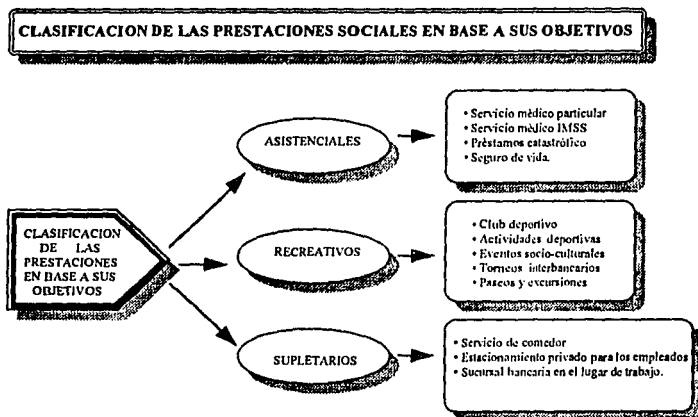 CLASIFICACION DE LAS PRESTACIONES SOCIALES EN BASE A SUS OBJETIVOS
CLASIFICACION
DE LAS
PRESTACIONES
EN BASE A SUS
OBJETIVOS
ASISTENCIALES
• Servicio médico particular
• Servicio médico IMSS
• Préstamos catastrófico
• Seguro de vida.
RECREATIVOS
• Club deportivo
• Actividades deportivas
• Eventos socio-culturales
• Torneos interbancarios
• Paseos y excursiones
SUPLETARIOS
• Servicio de comedor
• Estacionamiento privado para los empleados
• Sucursal bancaria en el lugar de trabajo.